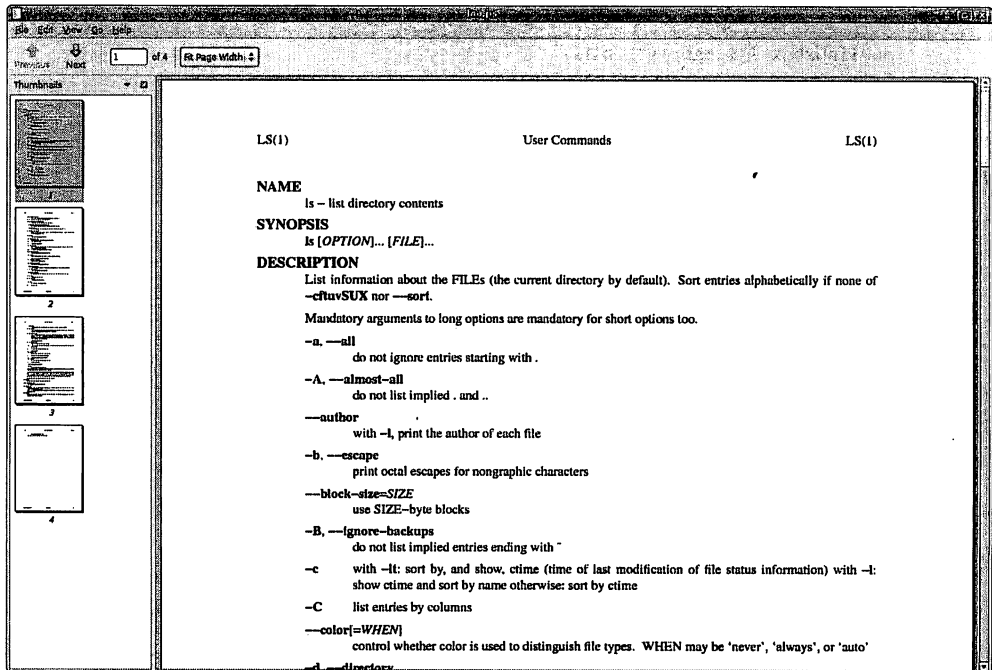 File Edit View Go Help
Previous Next 1 of 4 Fit Page Width
Thumbnails
1
2
3
4
LS(1) User Commands LS(1)
NAME
ls – list directory contents
SYNOPSIS
ls [OPTION]... [FILE]...
DESCRIPTION
List information about the FILEs (the current directory by default). Sort entries alphabetically if none of
–cftuvSUX nor ––sort.
Mandatory arguments to long options are mandatory for short options too.
–a, ––all
do not ignore entries starting with .
–A, ––almost–all
do not list implied . and ..
––author
with –l, print the author of each file
–b, ––escape
print octal escapes for nongraphic characters
––block–size=SIZE
use SIZE–byte blocks
–B, ––ignore–backups
do not list implied entries ending with ~
–c with –lt: sort by, and show, ctime (time of last modification of file status information) with –l:
show ctime and sort by name otherwise: sort by ctime
–C list entries by columns
––color[=WHEN]
control whether color is used to distinguish file types. WHEN may be ‘never’, ‘always’, or ‘auto’
–d, ––directory